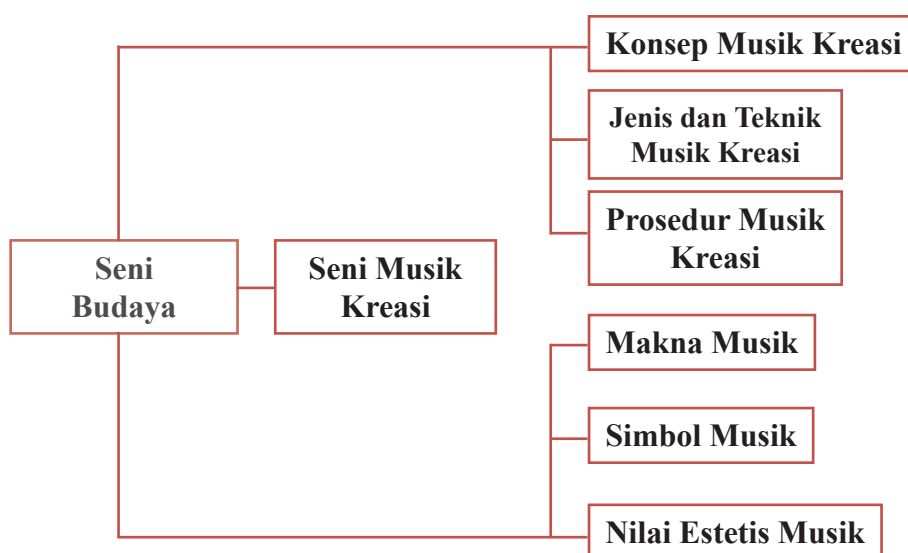 Konsep Musik Kreasi
Jenis dan Teknik
Musik Kreasi
Prosedur Musik
Kreasi
Seni
Budaya
Seni Musik
Kreasi
Makna Musik
Simbol Musik
Nilai Estetis Musik